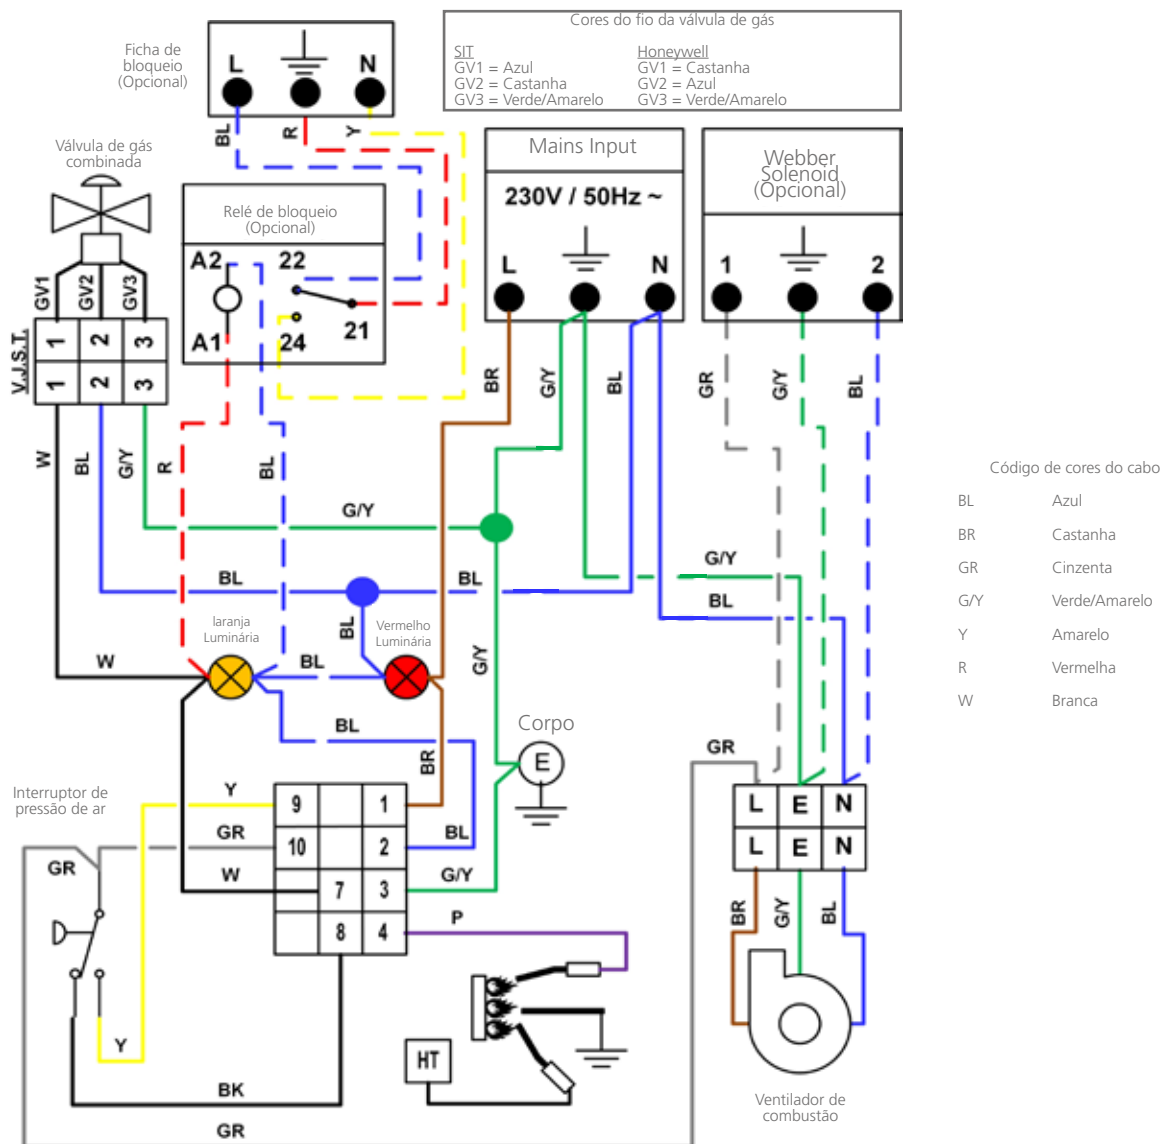 Ficha de
bloqueio
(Opcional)
L N
BL R Y
Cores do fio da válvula de gás
SIT Honeywell
GV1 = Azul GV1 = Castanha
GV2 = Castanha GV2 = Azul
GV3 = Verde/Amarelo GV3 = Verde/Amarelo
Válvula de gás
combinada
GV1 GV2 GV3
V.J.S.T.
1 2 3
1 2 3
Relé de bloqueio
(Opcional)
A2 22
A1 24 21
Mains Input
230V / 50Hz ~
L N
BR G/Y BL
Webber
Solenoid
(Opcional)
1 2
GR G/Y BL
W BL G/Y R BL
G/Y
BL BL
G/Y
BL
BL
laranja
Luminária
Vermelho
Luminária
W BL
G/Y
BL
BR
Corpo
E
Código de cores do cabo
BL Azul
BR Castanha
GR Cinzenta
G/Y Verde/Amarelo
Y Amarelo
R Vermelha
W Branca
Interruptor de
pressão de ar
Y
GR
W
GR
9 1
10 2
7 3
8 4
BL
G/Y
P
Y
BK
GR
HT
GR
L E N
L E N
BR G/Y BL
Ventilador de
combustão